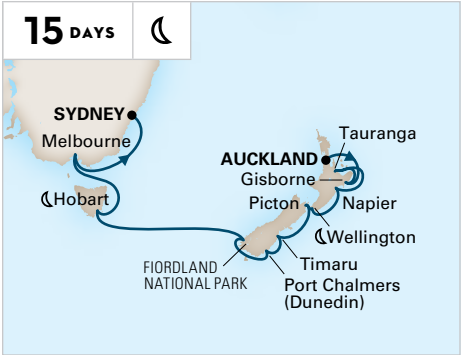 15 DAYS
SYDNEY
Melbourne
Hobart
AUCKLAND
Tauranga
Gisborne
Picton
Napier
Wellington
FIORDLAND
NATIONAL PARK
Timaru
Port Chalmers
(Dunedin)